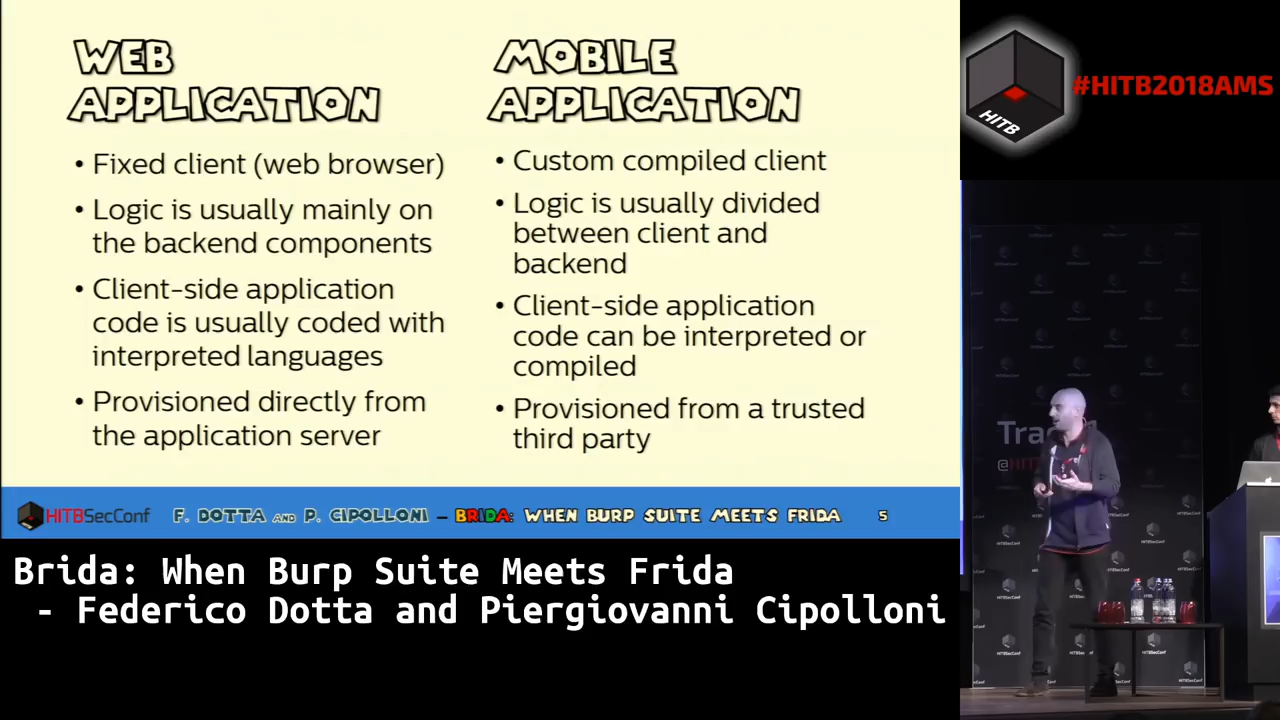 WEB
APPLICATION
• Fixed client (web browser)
• Logic is usually mainly on
the backend components
• Client-side application
code is usually coded with
interpreted languages
• Provisioned directly from
the application server
MOBILE
APPLICATION
• Custom compiled client
• Logic is usually divided
between client and
backend
• Client-side application
code can be interpreted or
compiled
• Provisioned from a trusted
third party
HITBSecConf F. DOTTA AND P. CIPOLLONI – BRIDA: WHEN BURP SUITE MEETS FRIDA 5
Brida: When Burp Suite Meets Frida
- Federico Dotta and Piergiovanni Cipolloni
HITB
#HITB2018AMS